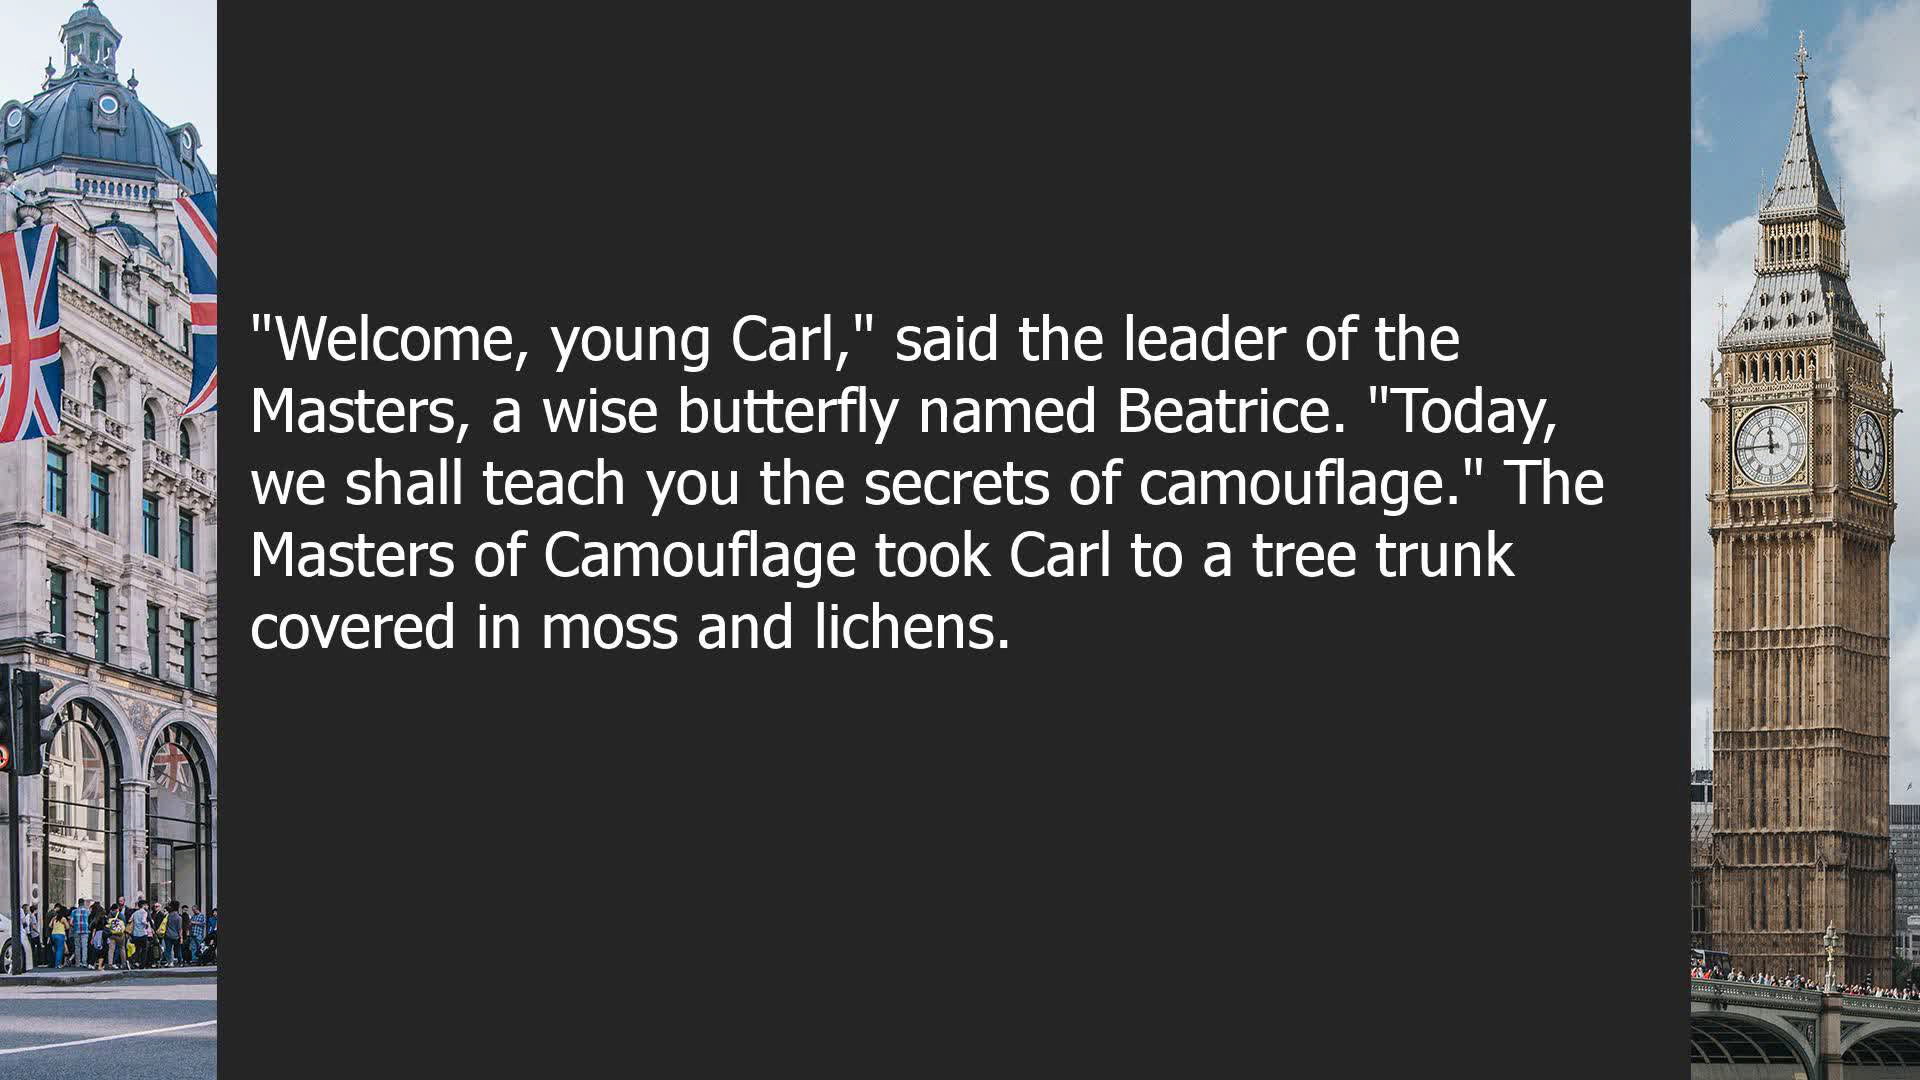 "Welcome, young Carl," said the leader of the
Masters, a wise butterfly named Beatrice. "Today,
we shall teach you the secrets of camouflage." The
Masters of Camouflage took Carl to a tree trunk
covered in moss and lichens.